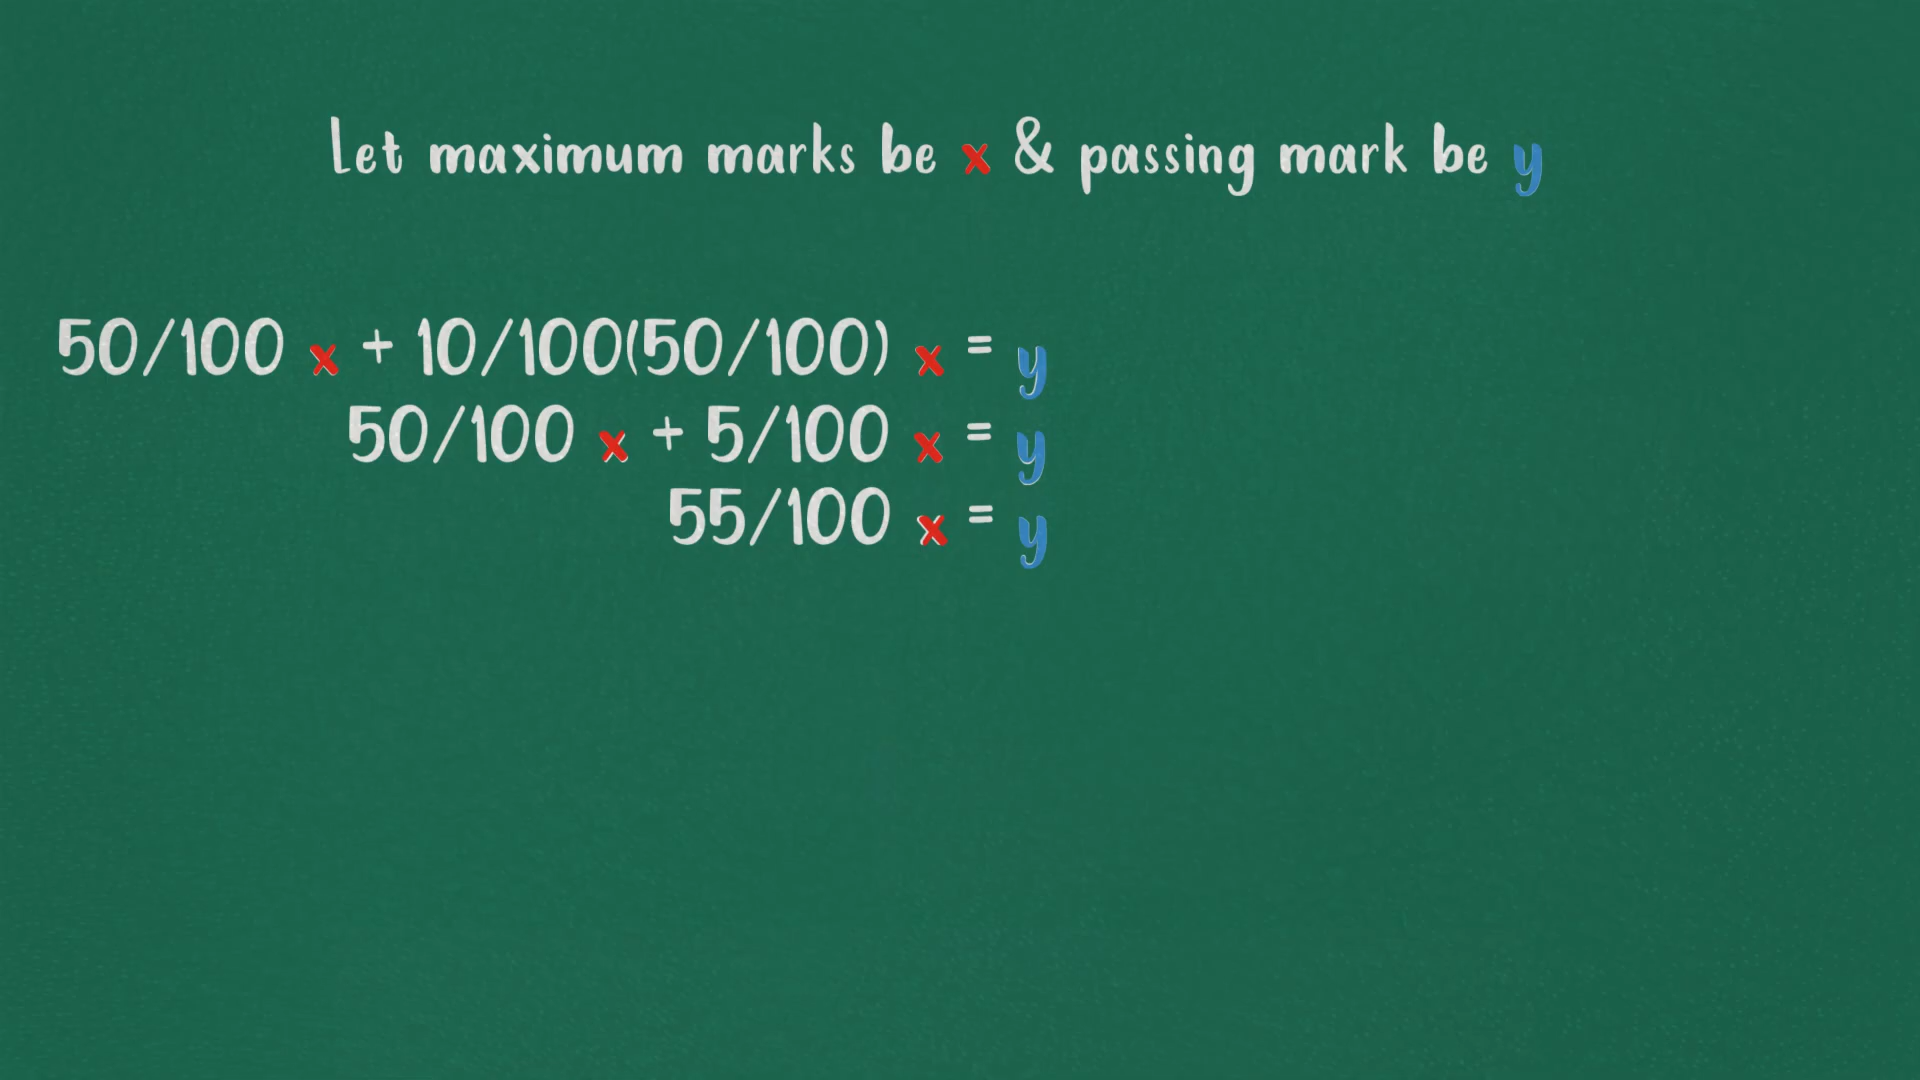 Let maximum marks be x & passing mark be y
50/100 x + 10/100(50/100) x = y
50/100 x + 5/100 x = y
55/100 x = y